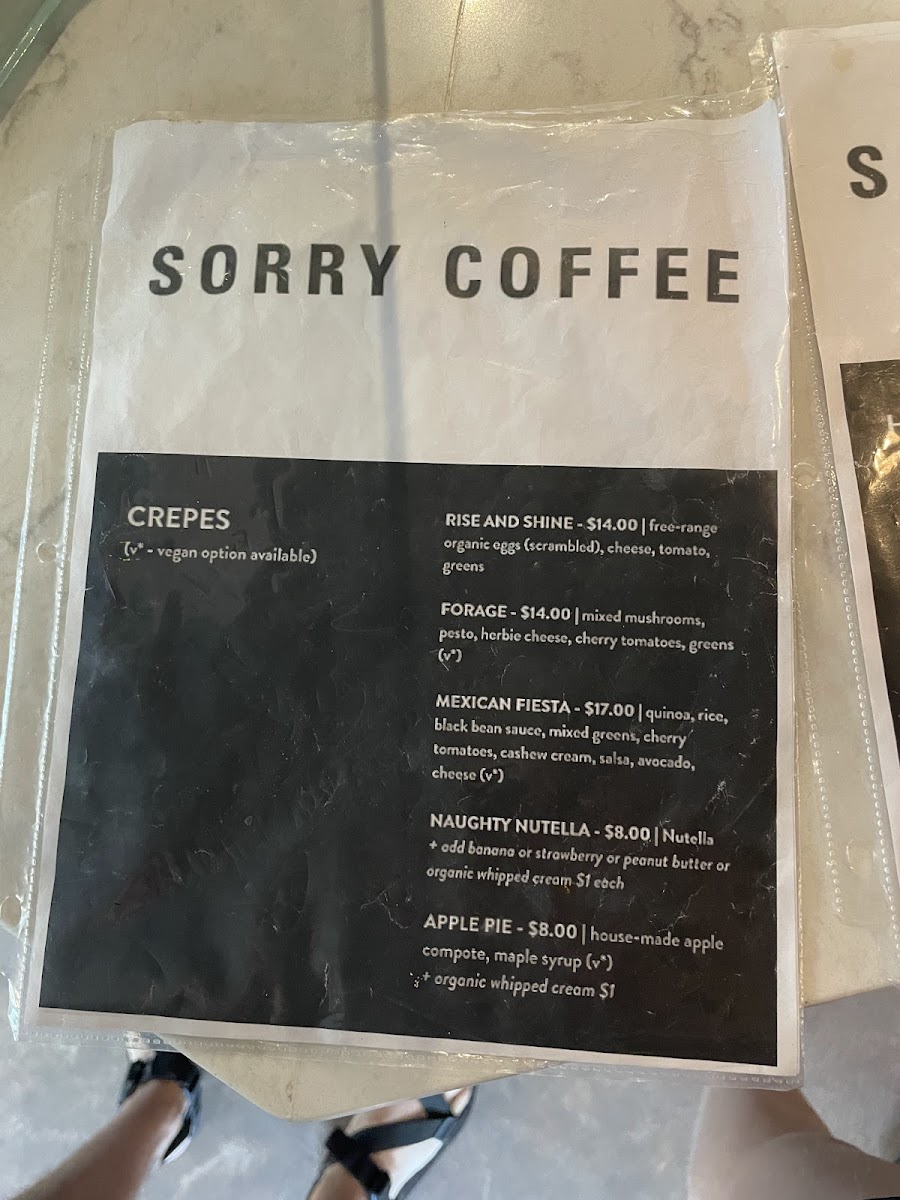 SORRY COFFEE
S
CREPES
(v* - vegan option available)
RISE AND SHINE - $14.00 | free-range
organic eggs (scrambled), cheese, tomato,
greens
FORAGE - $14.00 | mixed mushrooms,
pesto, herbie cheese, cherry tomatoes, greens
(v*)
MEXICAN FIESTA - $17.00 | quinoa, rice,
black bean sauce, mixed greens, cherry
tomatoes, cashew cream, salsa, avocado,
cheese (v*)
NAUGHTY NUTELLA - $8.00 | Nutella
+ add banana or strawberry or peanut butter or
organic whipped cream $1 each
APPLE PIE - $8.00 | house-made apple
compote, maple syrup (v*)
+ organic whipped cream $1